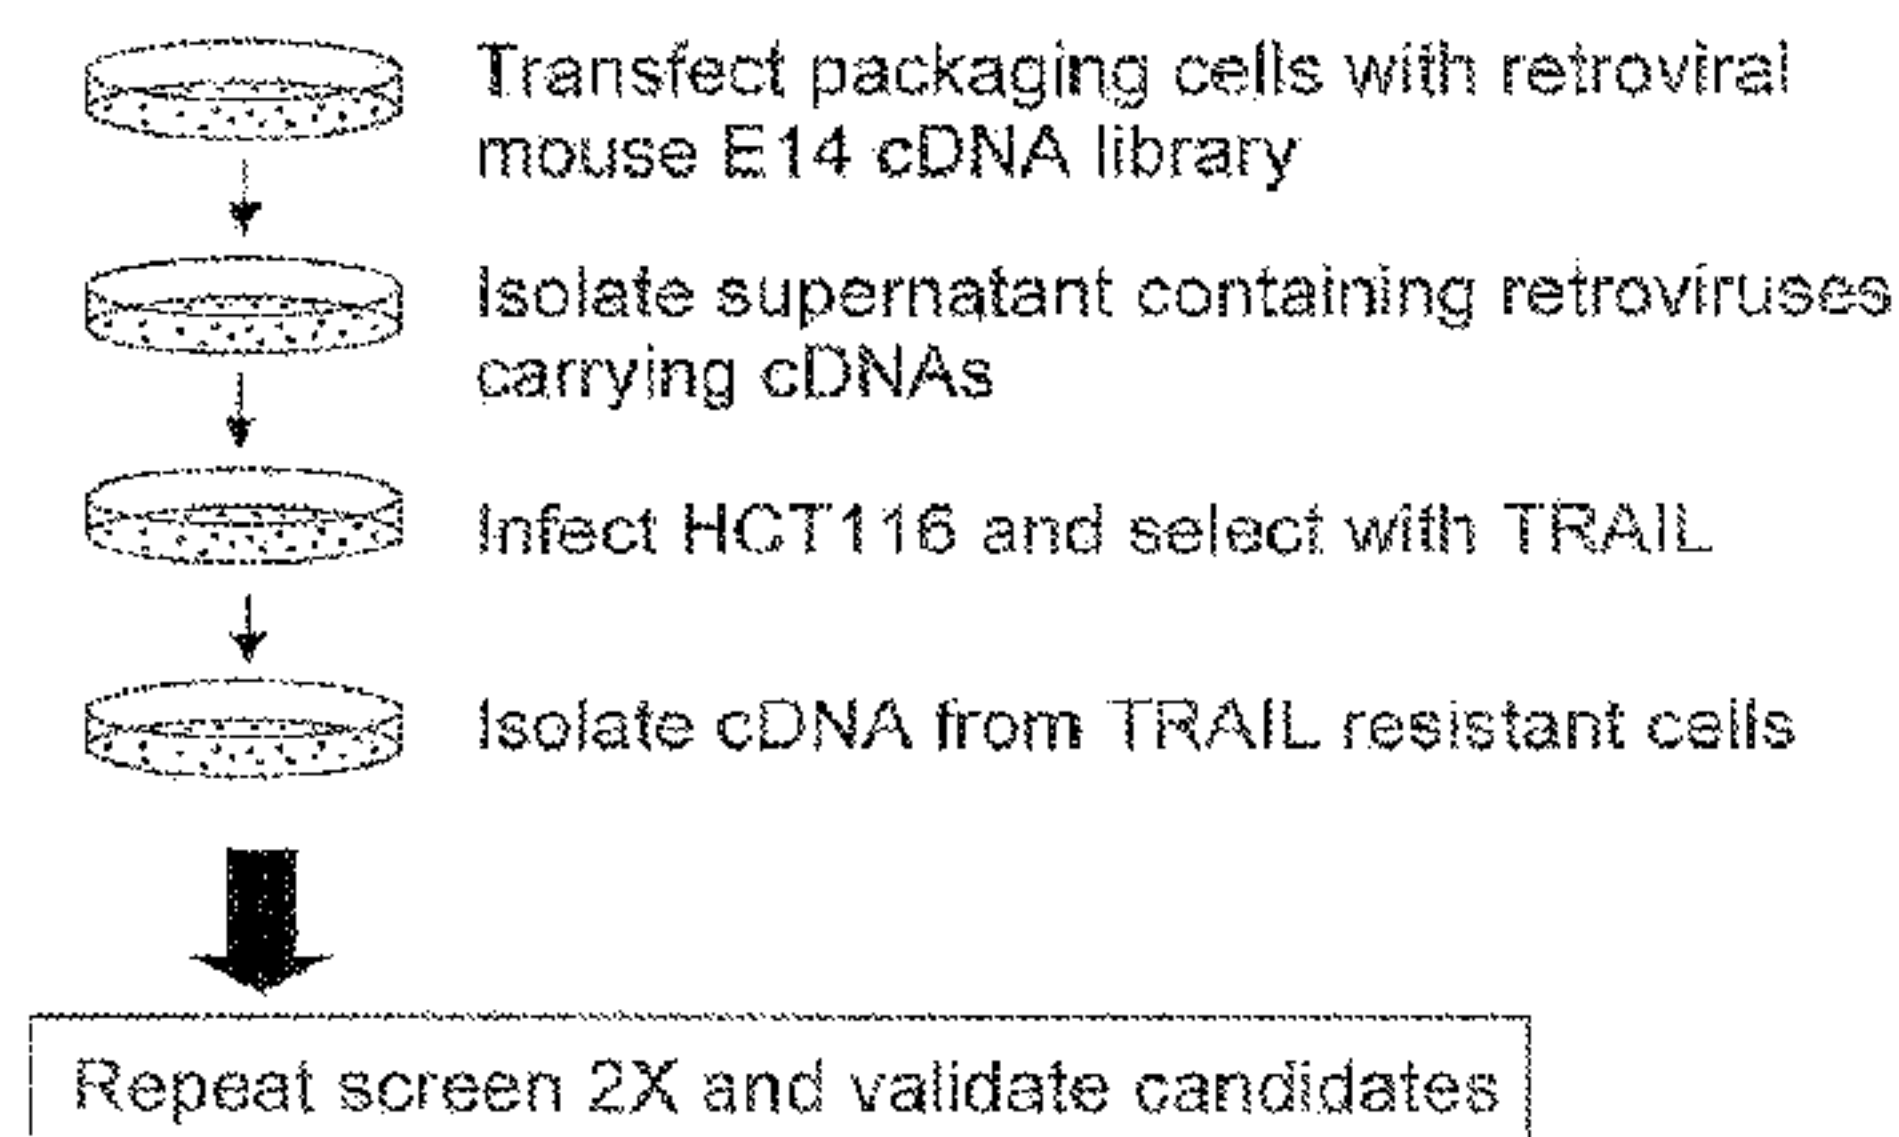 Transfect packaging cells with retroviral
mouse E14 cDNA library
Isolate supernatant containing retroviruses
carrying cDNAs
Infect HCT116 and select with TRAIL
Isolate cDNA from TRAIL resistant cells
Repeat screen 2X and validate candidates